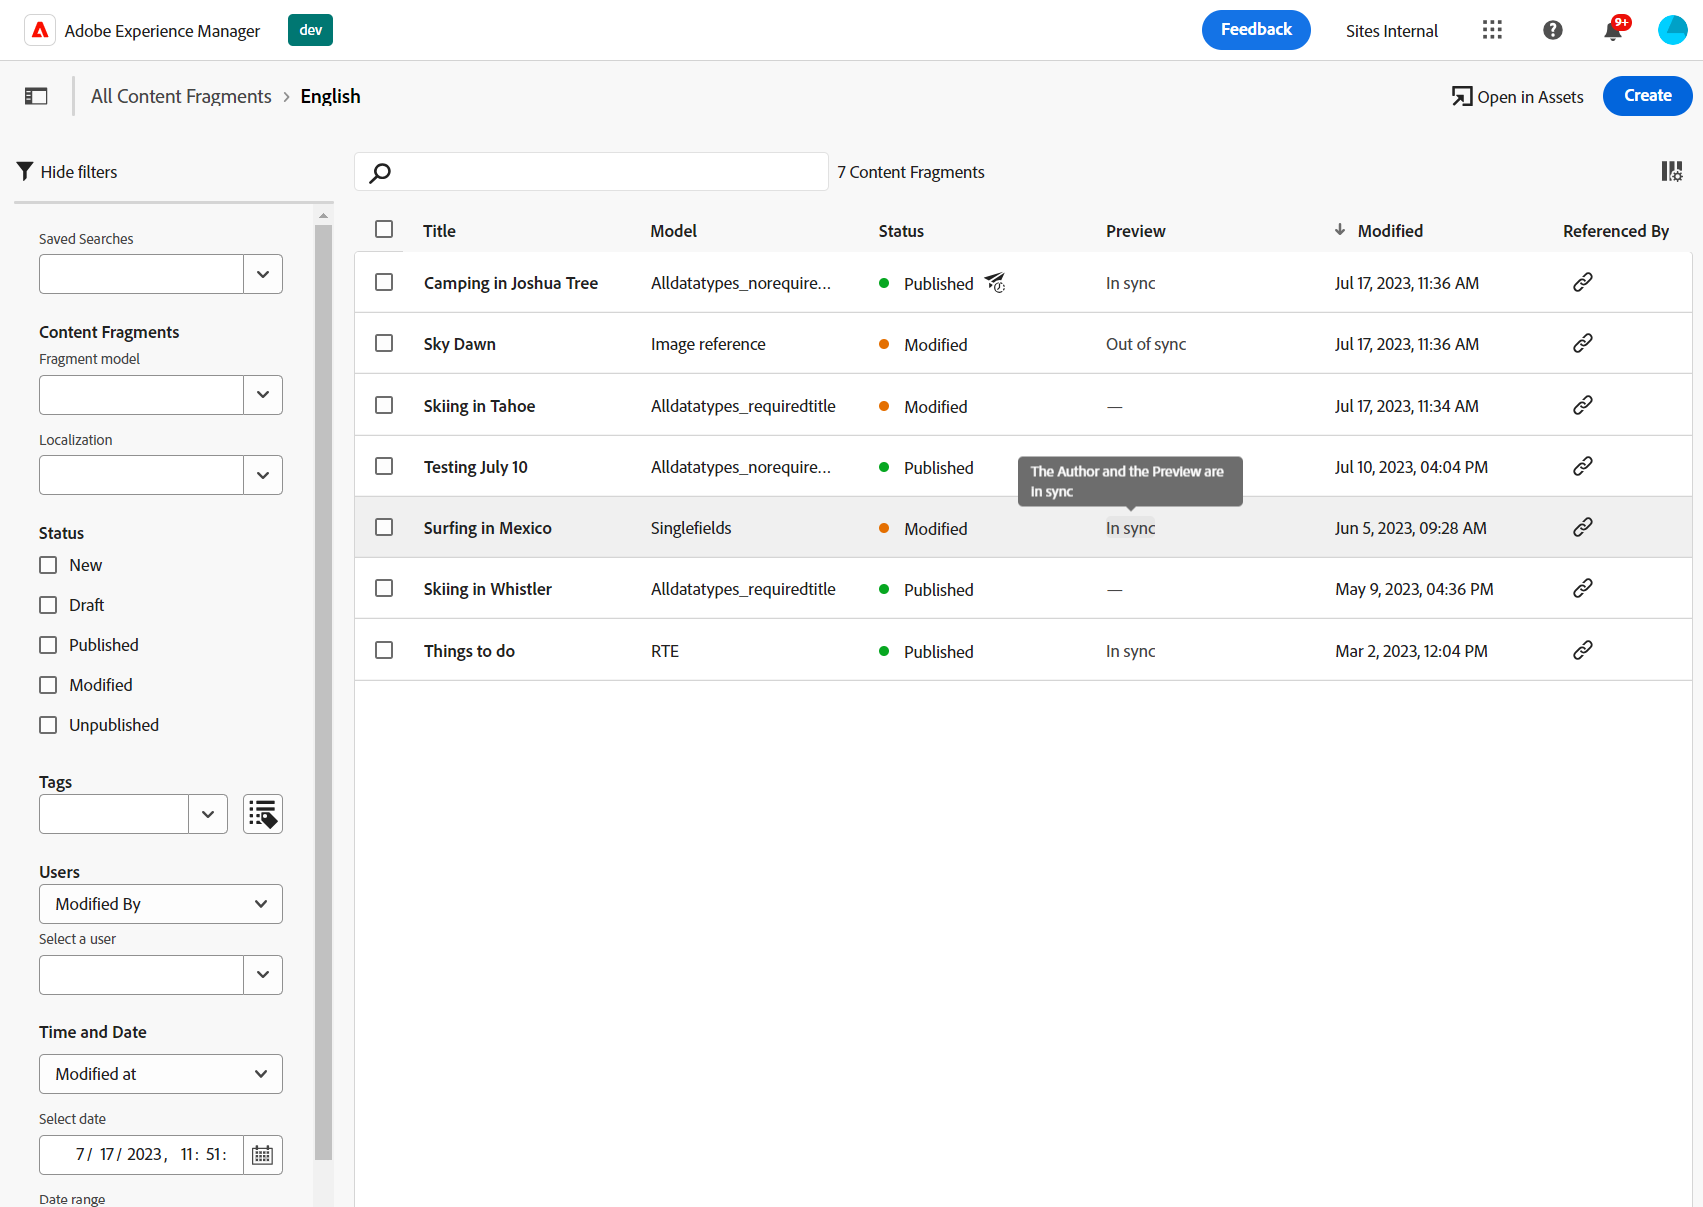 Adobe Experience Manager
dev
Feedback
Sites Internal
9+
All Content Fragments › English
Open in Assets
Create
Hide filters
7 Content Fragments
Saved Searches
Content Fragments
Fragment model
Localization
Status
New
Draft
Published
Modified
Unpublished
Tags
Users
Modified By
Select a user
Time and Date
Modified at
Select date
7/ 17/ 2023, 11: 51:
Date range
Title Model Status Preview Modified Referenced By
Camping in Joshua Tree Alldatatypes_norequire... Published In sync Jul 17, 2023, 11:36 AM
Sky Dawn Image reference Modified Out of sync Jul 17, 2023, 11:36 AM
Skiing in Tahoe Alldatatypes_requiredtitle Modified — Jul 17, 2023, 11:34 AM
Testing July 10 Alldatatypes_norequire... Published Jul 10, 2023, 04:04 PM
The Author and the Preview are
In sync
Surfing in Mexico Singlefields Modified In sync Jun 5, 2023, 09:28 AM
Skiing in Whistler Alldatatypes_requiredtitle Published — May 9, 2023, 04:36 PM
Things to do RTE Published In sync Mar 2, 2023, 12:04 PM